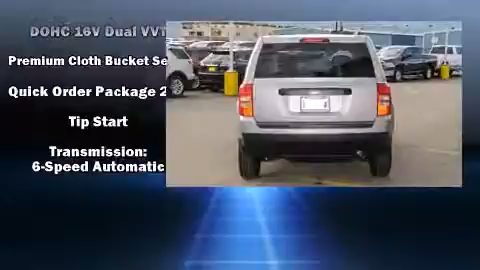 DOHC 16V Dual VVT
Premium Cloth Bucket Se
Quick Order Package 2
Tip Start
Transmission:
6-Speed Automatic